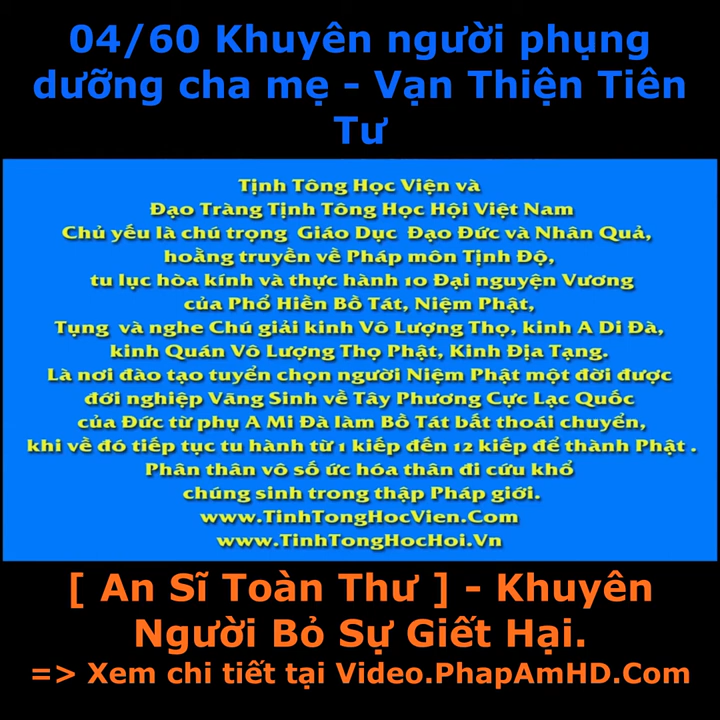 04/60 Khuyên người phụng
dưỡng cha mẹ - Vạn Thiện Tiên
Tư
Tịnh Tông Học Viện và
Đạo Tràng Tịnh Tông Học Hội Việt Nam
Chủ yếu là chú trọng Giáo Dục Đạo Đức và Nhân Quả,
hoằng truyền về Pháp môn Tịnh Độ,
tu lục hòa kính và thực hành 10 Đại nguyện Vương
của Phổ Hiền Bồ Tát, Niệm Phật,
Tụng và nghe Chú giải kinh Vô Lượng Thọ, kinh A Di Đà,
kinh Quán Vô Lượng Thọ Phật, Kinh Địa Tạng.
Là nơi đào tạo tuyển chọn người Niệm Phật một đời được
đới nghiệp Vãng Sinh về Tây Phương Cực Lạc Quốc
của Đức từ phụ A Mi Đà làm Bồ Tát bất thoái chuyển,
khi về đó tiếp tục tu hành từ 1 kiếp đến 12 kiếp để thành Phật .
Phân thân vô số ức hóa thân đi cứu khổ
chúng sinh trong thập Pháp giới.
www.TinhTongHocVien.Com
www.TinhTongHocHoi.Vn
[ An Sĩ Toàn Thư ] - Khuyên
Người Bỏ Sự Giết Hại.
=> Xem chi tiết tại Video.PhapAmHD.Com